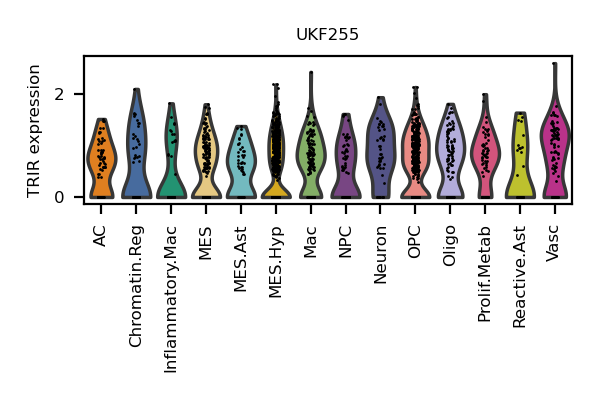 UKF255
TRIR expression
2
0
AC
Chromatin.Reg
Inflammatory.Mac
MES
MES.Ast
MES.Hyp
Mac
NPC
Neuron
OPC
Oligo
Prolif.Metab
Reactive.Ast
Vasc